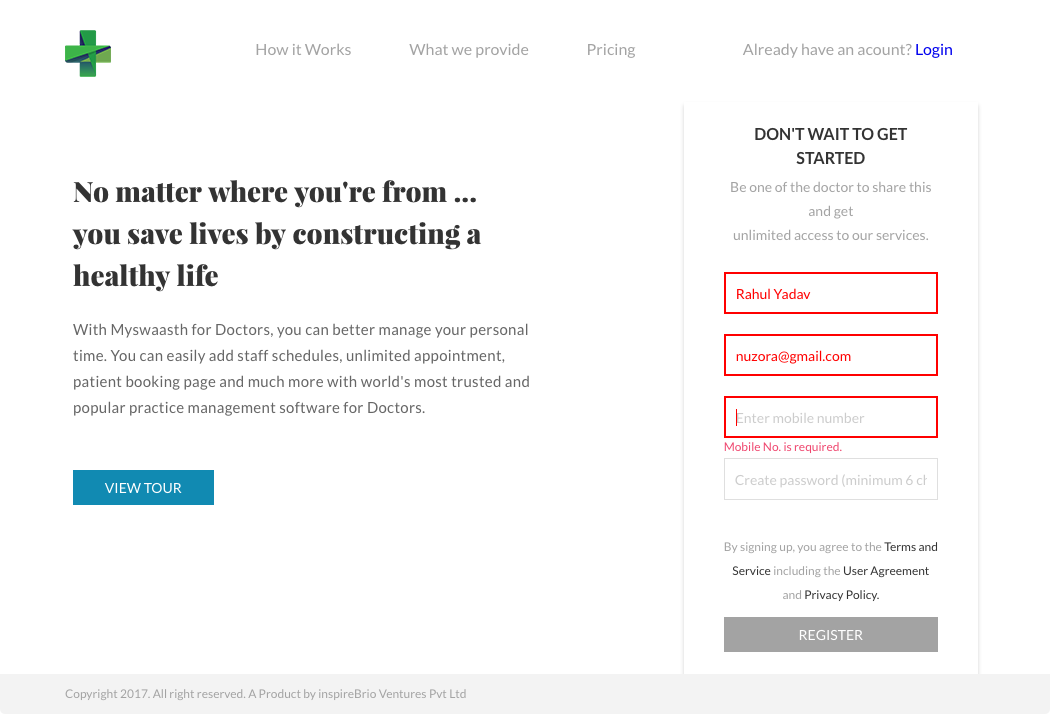 How it Works
What we provide
Pricing
Already have an acount? Login
No matter where you're from ...
you save lives by constructing a
healthy life
With Myswaasth for Doctors, you can better manage your personal
time. You can easily add staff schedules, unlimited appointment,
patient booking page and much more with world's most trusted and
popular practice management software for Doctors.
VIEW TOUR
DON'T WAIT TO GET
STARTED
Be one of the doctor to share this
and get
unlimited access to our services.
Rahul Yadav
nuzora@gmail.com
Enter mobile number
Mobile No. is required.
Create password (minimum 6 ch
By signing up, you agree to the Terms and
Service including the User Agreement
and Privacy Policy.
REGISTER
Copyright 2017. All right reserved. A Product by inspireBrio Ventures Pvt Ltd